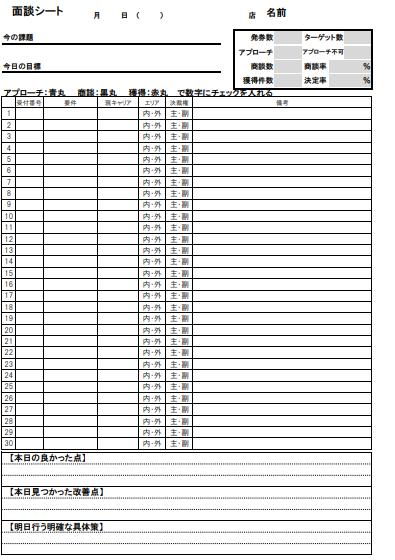 面談シート 月 日 ( ) 店 名前
今の課題
今日の目標
発券数 ターゲット数
アプローチ アプローチ不可
商談数 商談率 %
獲得件数 決定率 %
アプローチ：青丸 商談：黒丸 獲得：赤丸 で数字にチェックを入れる
受付番号 要件 現キャリア エリア 決裁権 備考
1 内・外 主・副
2 内・外 主・副
3 内・外 主・副
4 内・外 主・副
5 内・外 主・副
6 内・外 主・副
7 内・外 主・副
8 内・外 主・副
9 内・外 主・副
10 内・外 主・副
11 内・外 主・副
12 内・外 主・副
13 内・外 主・副
14 内・外 主・副
15 内・外 主・副
16 内・外 主・副
17 内・外 主・副
18 内・外 主・副
19 内・外 主・副
20 内・外 主・副
21 内・外 主・副
22 内・外 主・副
23 内・外 主・副
24 内・外 主・副
25 内・外 主・副
26 内・外 主・副
27 内・外 主・副
28 内・外 主・副
29 内・外 主・副
30 内・外 主・副
【本日の良かった点】
【本日見つかった改善点】
【明日行う明確な具体策】